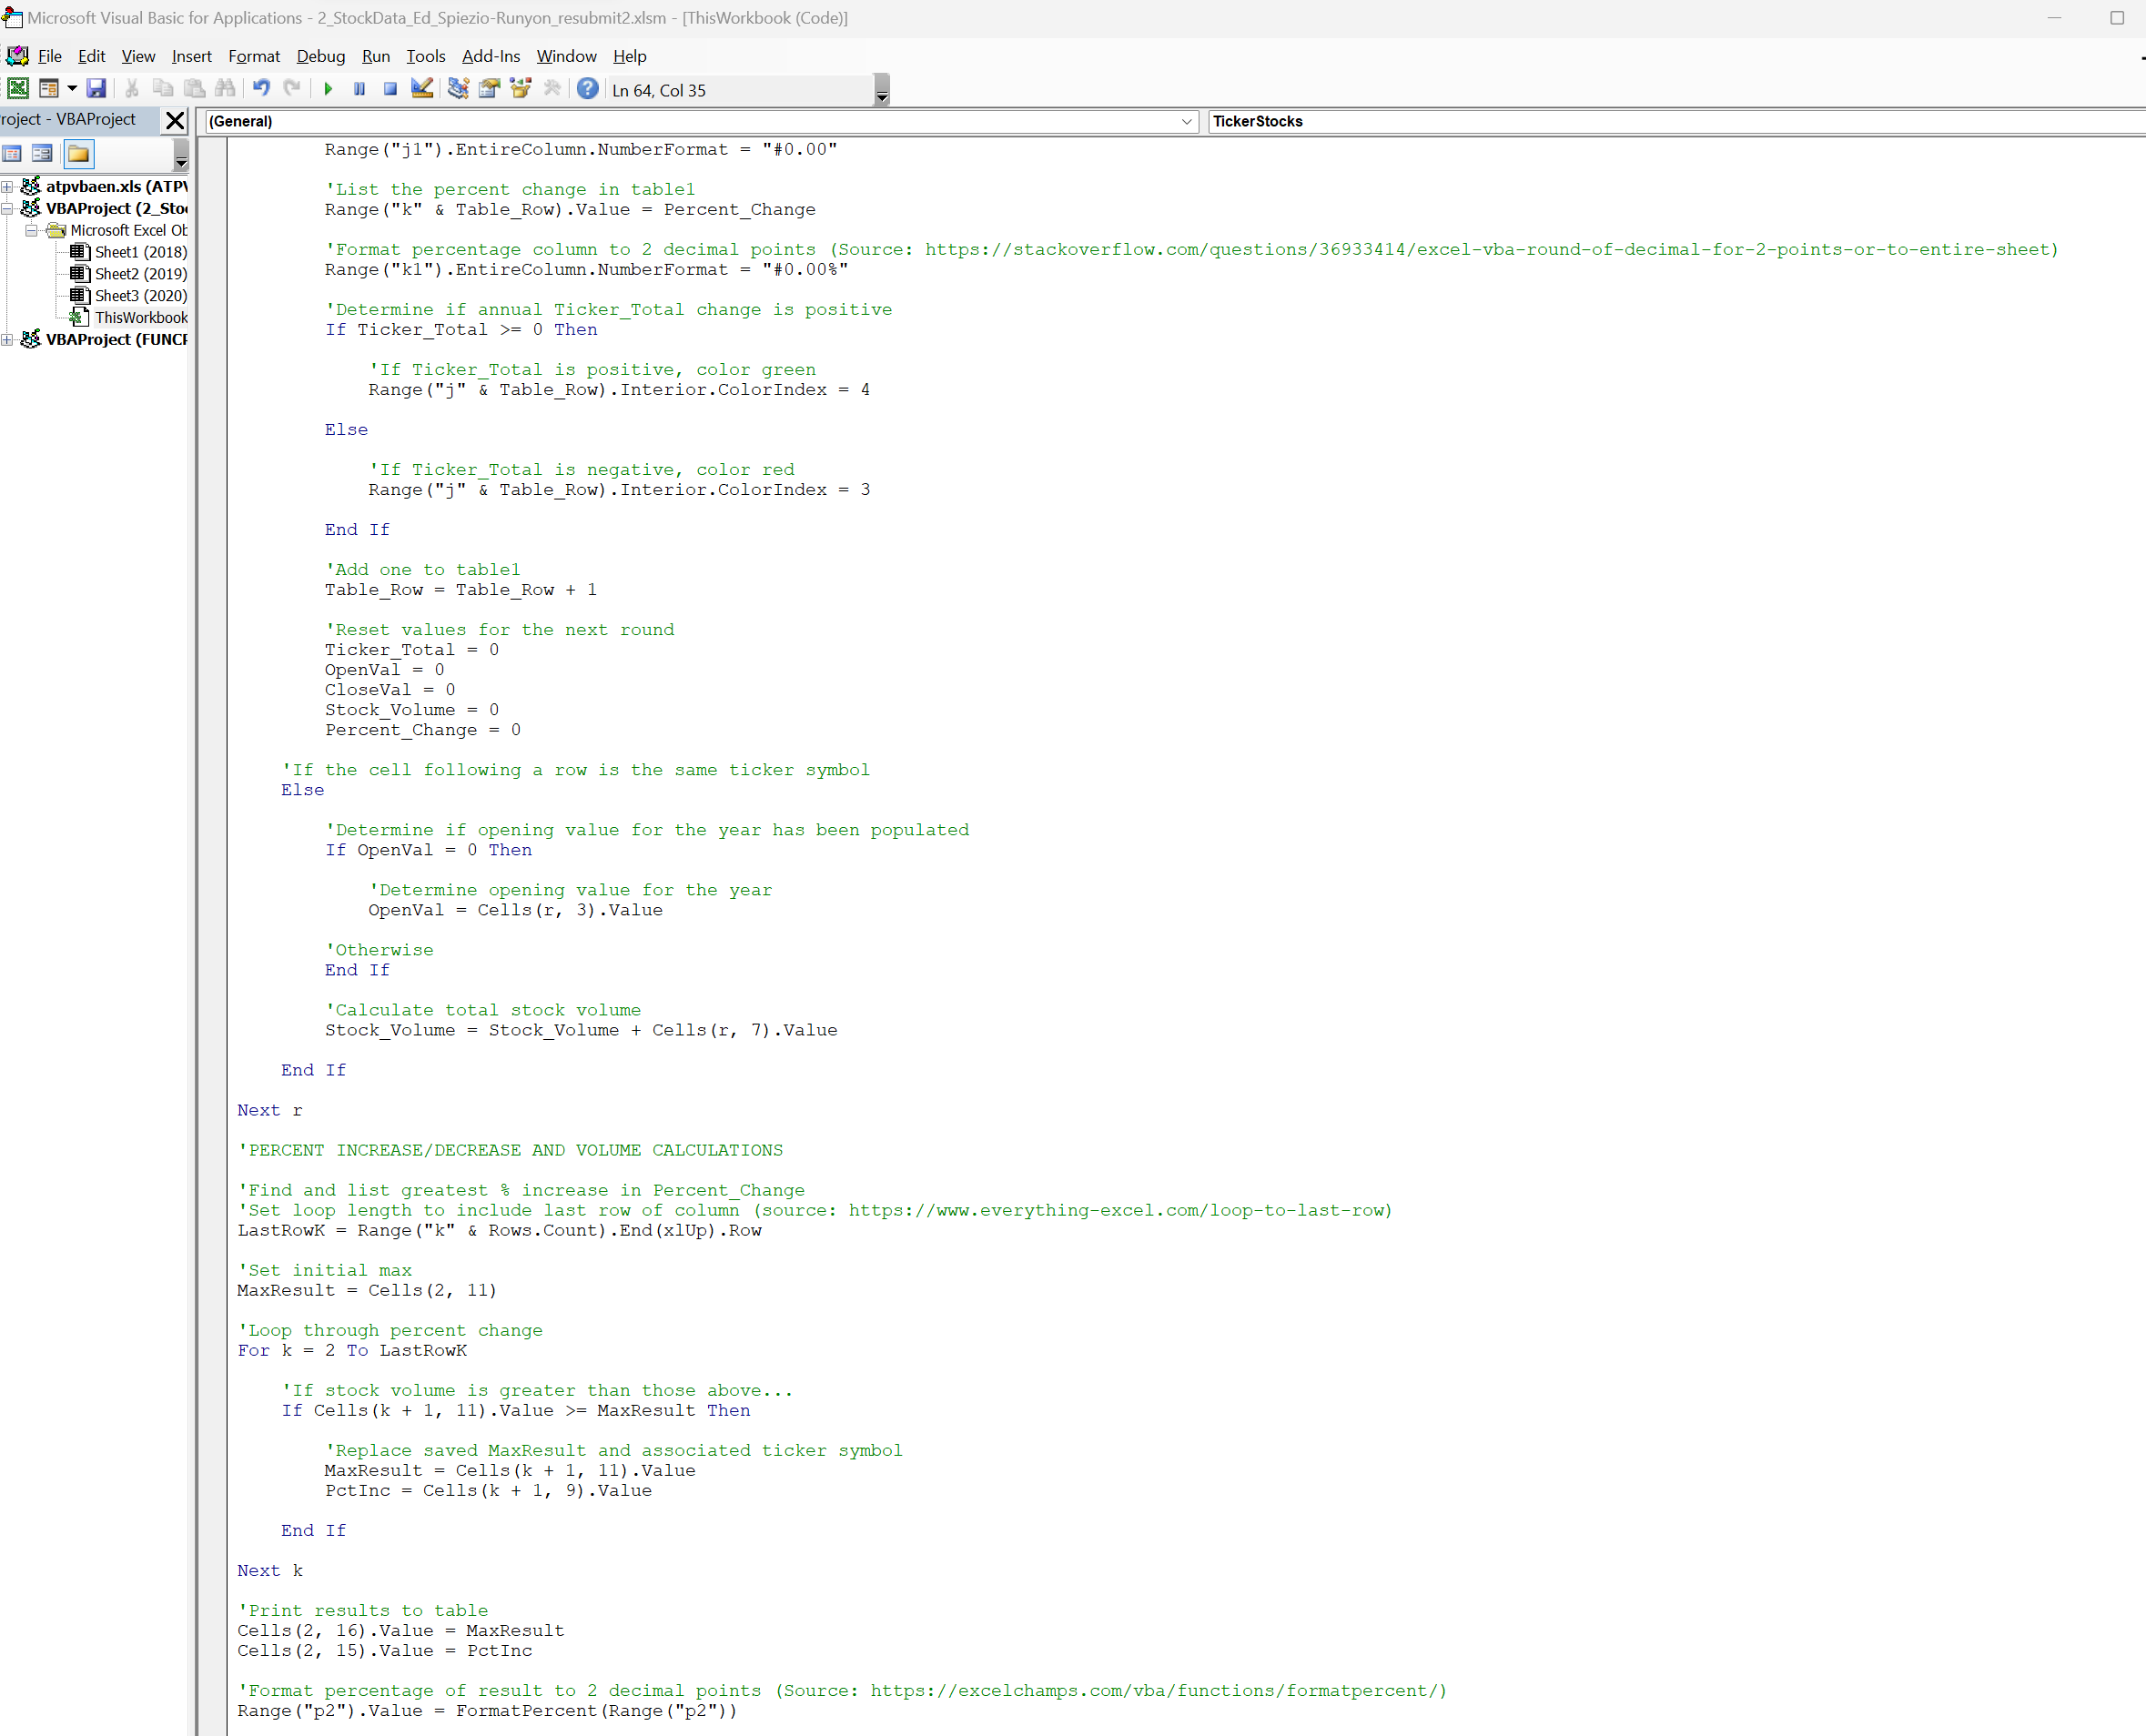 Microsoft Visual Basic for Applications - 2_StockData_Ed_Spiezio-Runyon_resubmit2.xlsm - [ThisWorkbook (Code)]
File Edit View Insert Format Debug Run Tools Add-Ins Window Help
Ln 64, Col 35
roject - VBAProject
(General)
TickerStocks
atpvbaen.xls (ATPV
VBAProject (2_Sto
Microsoft Excel Ob
Sheet1 (2018)
Sheet2 (2019)
Sheet3 (2020)
ThisWorkbook
VBAProject (FUNCR
Range("j1").EntireColumn.NumberFormat = "#0.00"
'List the percent change in table1
Range("k" & Table_Row).Value = Percent_Change
'Format percentage column to 2 decimal points (Source: https://stackoverflow.com/questions/36933414/excel-vba-round-of-decimal-for-2-points-or-to-entire-sheet)
Range("k1").EntireColumn.NumberFormat = "#0.00%"
'Determine if annual Ticker_Total change is positive
If Ticker_Total >= 0 Then
'If Ticker_Total is positive, color green
Range("j" & Table_Row).Interior.ColorIndex = 4
Else
'If Ticker_Total is negative, color red
Range("j" & Table_Row).Interior.ColorIndex = 3
End If
'Add one to table1
Table_Row = Table_Row + 1
'Reset values for the next round
Ticker_Total = 0
OpenVal = 0
CloseVal = 0
Stock_Volume = 0
Percent_Change = 0
'If the cell following a row is the same ticker symbol
Else
'Determine if opening value for the year has been populated
If OpenVal = 0 Then
'Determine opening value for the year
OpenVal = Cells(r, 3).Value
'Otherwise
End If
'Calculate total stock volume
Stock_Volume = Stock_Volume + Cells(r, 7).Value
End If
Next r
'PERCENT INCREASE/DECREASE AND VOLUME CALCULATIONS
'Find and list greatest % increase in Percent_Change
'Set loop length to include last row of column (source: https://www.everything-excel.com/loop-to-last-row)
LastRowK = Range("k" & Rows.Count).End(xlUp).Row
'Set initial max
MaxResult = Cells(2, 11)
'Loop through percent change
For k = 2 To LastRowK
'If stock volume is greater than those above...
If Cells(k + 1, 11).Value >= MaxResult Then
'Replace saved MaxResult and associated ticker symbol
MaxResult = Cells(k + 1, 11).Value
PctInc = Cells(k + 1, 9).Value
End If
Next k
'Print results to table
Cells(2, 16).Value = MaxResult
Cells(2, 15).Value = PctInc
'Format percentage of result to 2 decimal points (Source: https://excelchamps.com/vba/functions/formatpercent/)
Range("p2").Value = FormatPercent(Range("p2"))